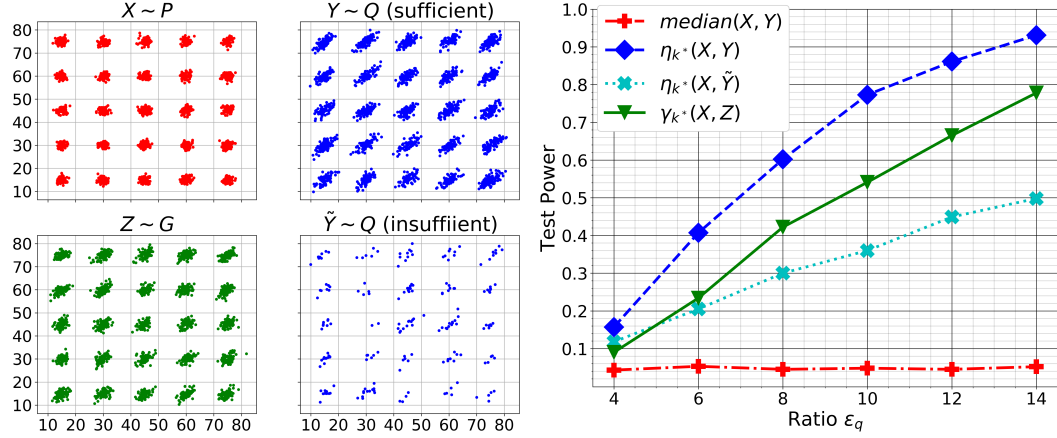 X ~ P
80
70
60
50
40
30
20
10
Y ~ Q (sufficient)
Z ~ G
80
70
60
50
40
30
20
10
10 20 30 40 50 60 70 80
Ỹ ~ Q (insuffiient)
10 20 30 40 50 60 70 80
median(X, Y)
η_k*(X, Y)
η_k*(X, Ỹ)
γ_k*(X, Z)
Test Power
1.0
0.9
0.8
0.7
0.6
0.5
0.4
0.3
0.2
0.1
4 6 8 10 12 14
Ratio ε_q